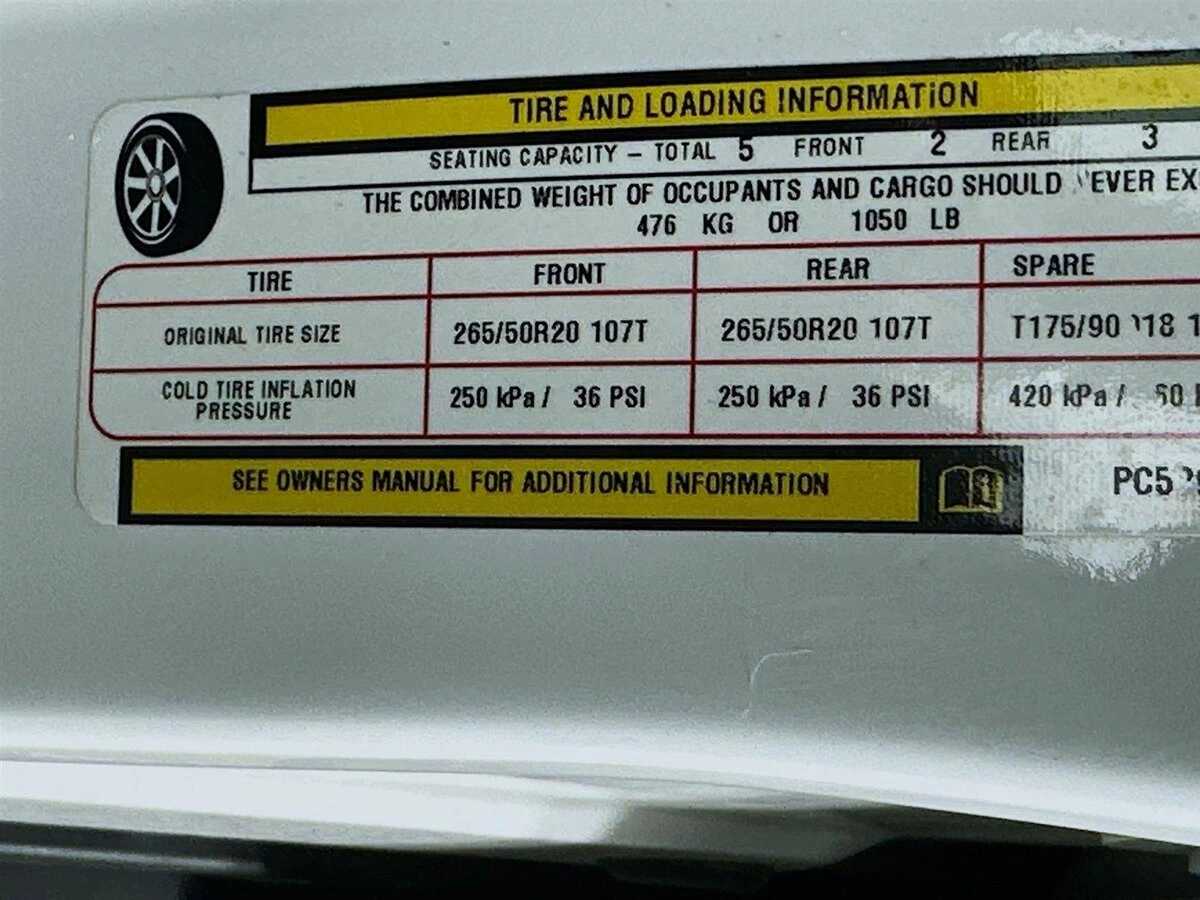 TIRE AND LOADING INFORMATION
SEATING CAPACITY – TOTAL 5 FRONT 2 REAR 3
THE COMBINED WEIGHT OF OCCUPANTS AND CARGO SHOULD
476 KG OR 1050 LB
TIRE FRONT REAR SPARE
ORIGINAL TIRE SIZE 265/50R20 107T 265/50R20 107T T175/90
COLD TIRE INFLATION
PRESSURE 250 kPa / 36 PSI 250 kPa / 36 PSI 420 kPa /
SEE OWNERS MANUAL FOR ADDITIONAL INFORMATION